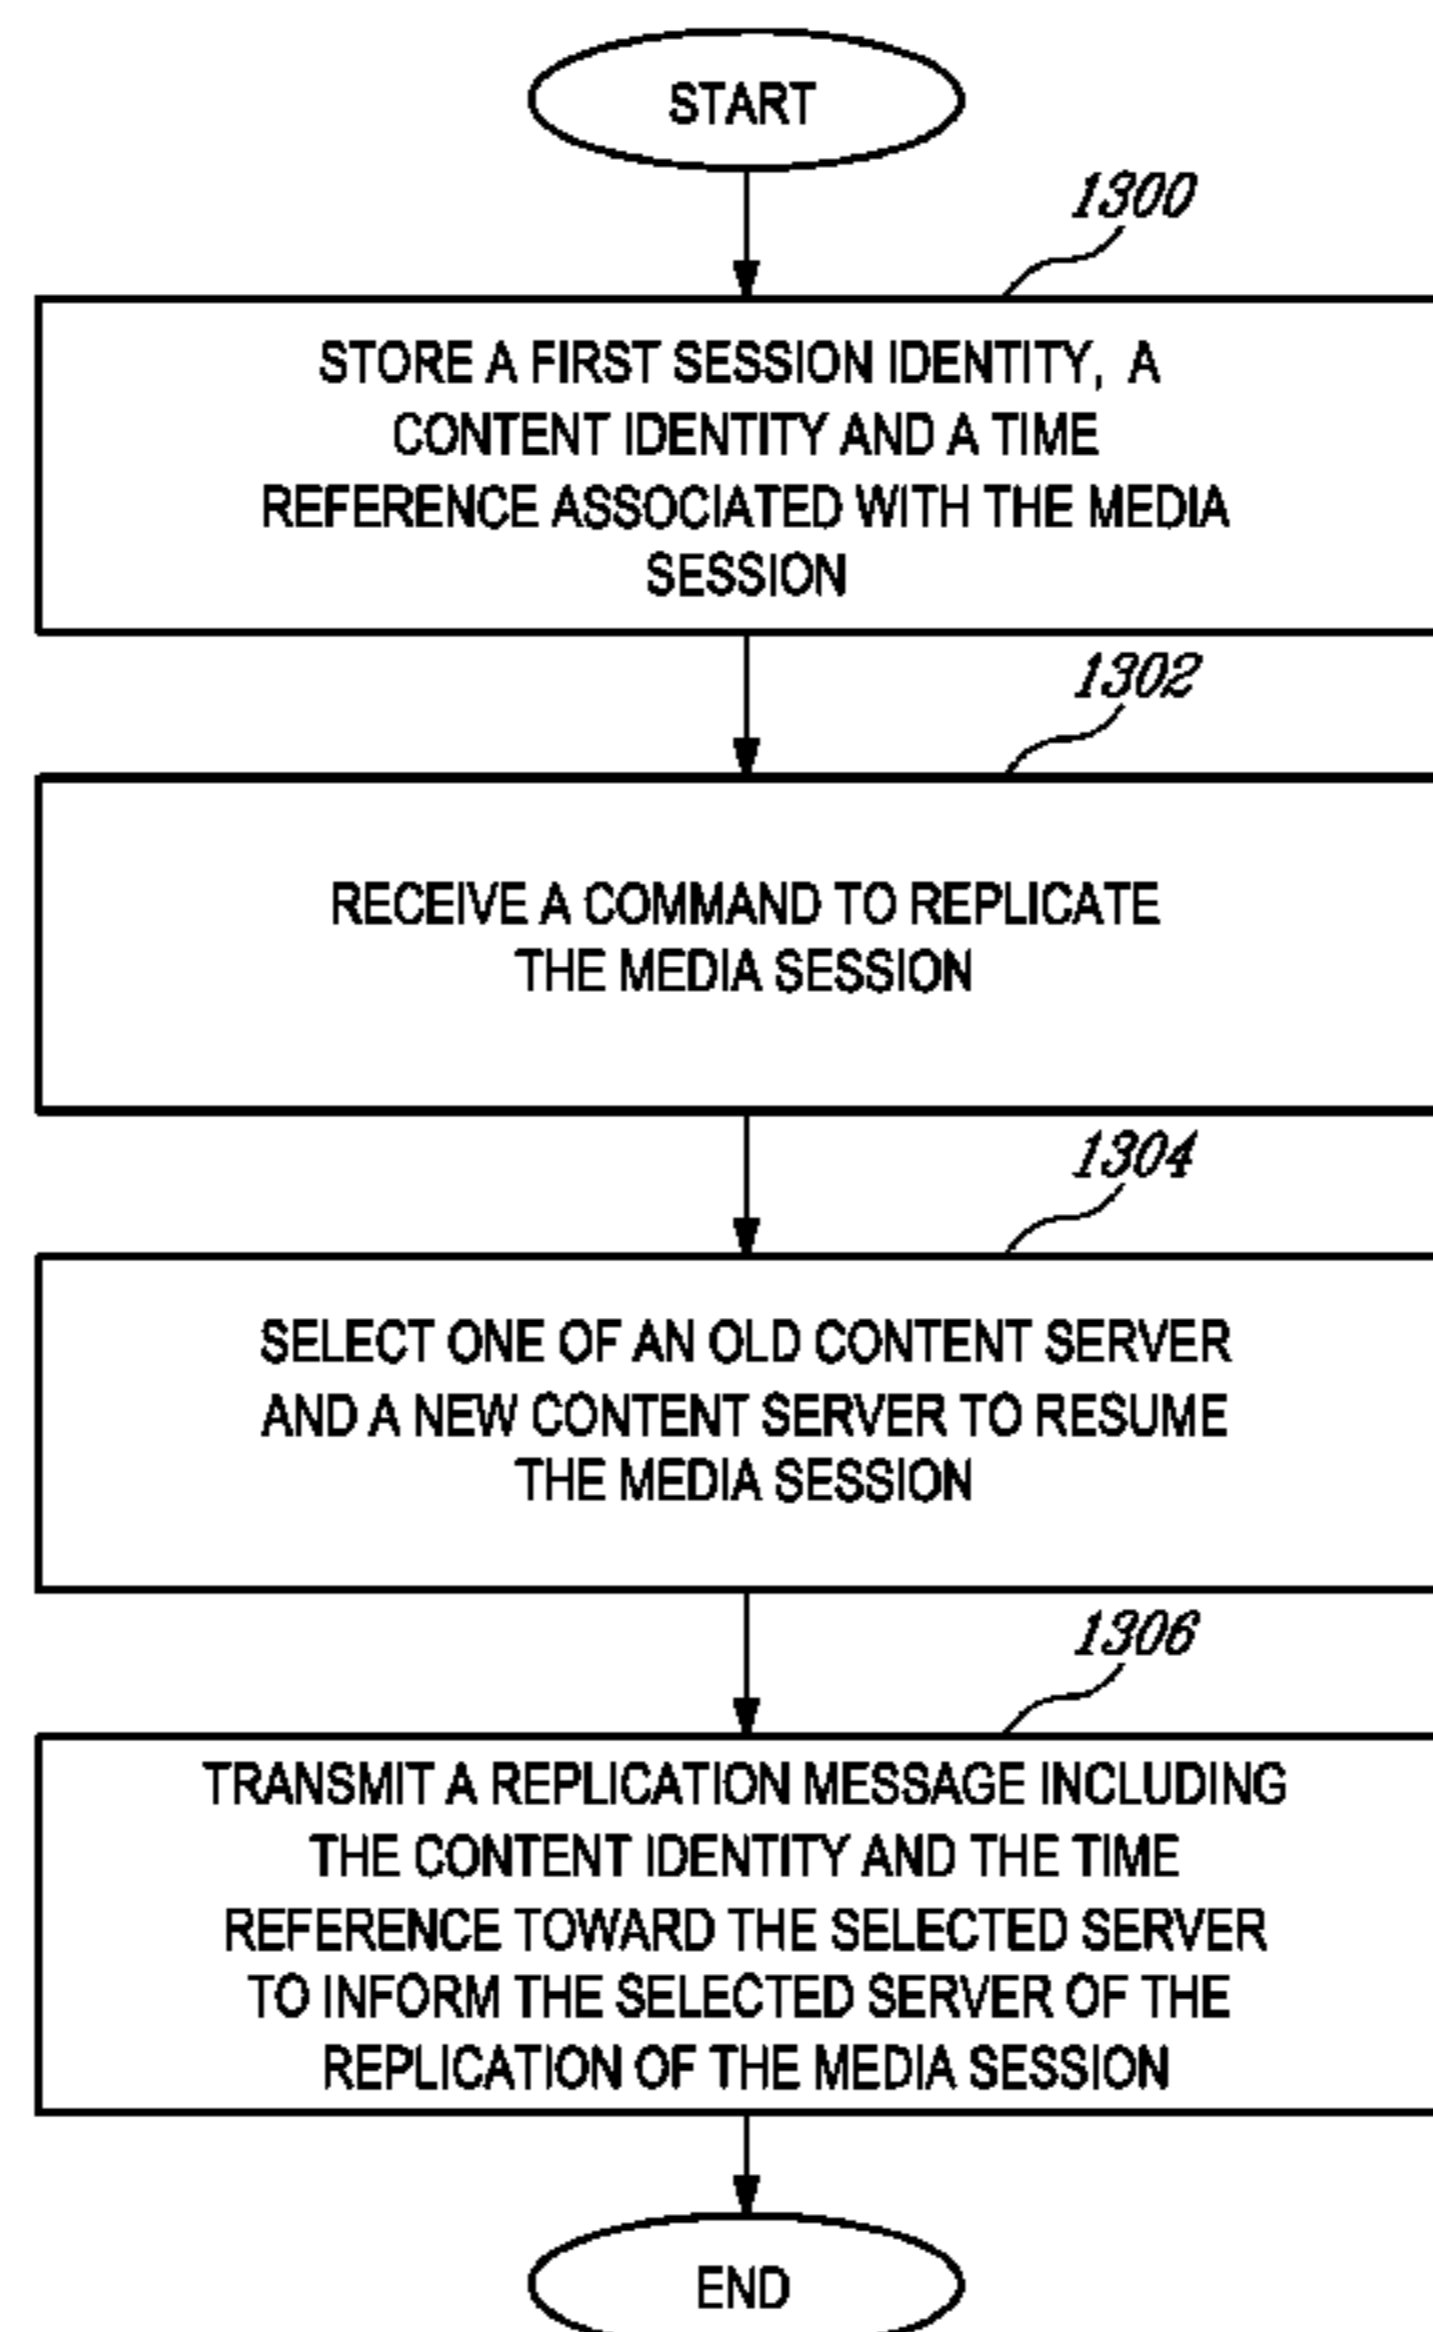 START
1300
STORE A FIRST SESSION IDENTITY, A
CONTENT IDENTITY AND A TIME
REFERENCE ASSOCIATED WITH THE MEDIA
SESSION
1302
RECEIVE A COMMAND TO REPLICATE
THE MEDIA SESSION
1304
SELECT ONE OF AN OLD CONTENT SERVER
AND A NEW CONTENT SERVER TO RESUME
THE MEDIA SESSION
1306
TRANSMIT A REPLICATION MESSAGE INCLUDING
THE CONTENT IDENTITY AND THE TIME
REFERENCE TOWARD THE SELECTED SERVER
TO INFORM THE SELECTED SERVER OF THE
REPLICATION OF THE MEDIA SESSION
END